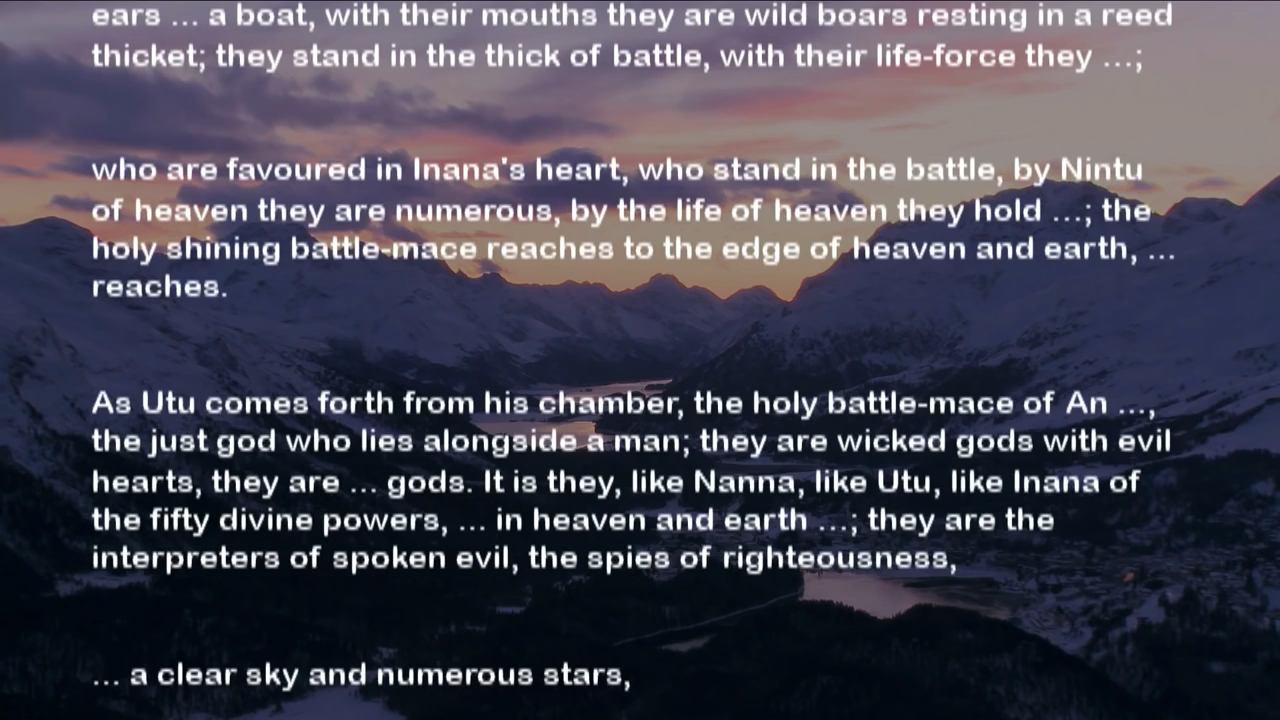 ears ... a boat, with their mouths they are wild boars resting in a reed
thicket; they stand in the thick of battle, with their life-force they ...;
who are favoured in Inana's heart, who stand in the battle, by Nintu
of heaven they are numerous, by the life of heaven they hold ...; the
holy shining battle-mace reaches to the edge of heaven and earth, ...
reaches.
As Utu comes forth from his chamber, the holy battle-mace of An ...,
the just god who lies alongside a man; they are wicked gods with evil
hearts, they are ... gods. It is they, like Nanna, like Utu, like Inana of
the fifty divine powers, ... in heaven and earth ...; they are the
interpreters of spoken evil, the spies of righteousness,
... a clear sky and numerous stars,